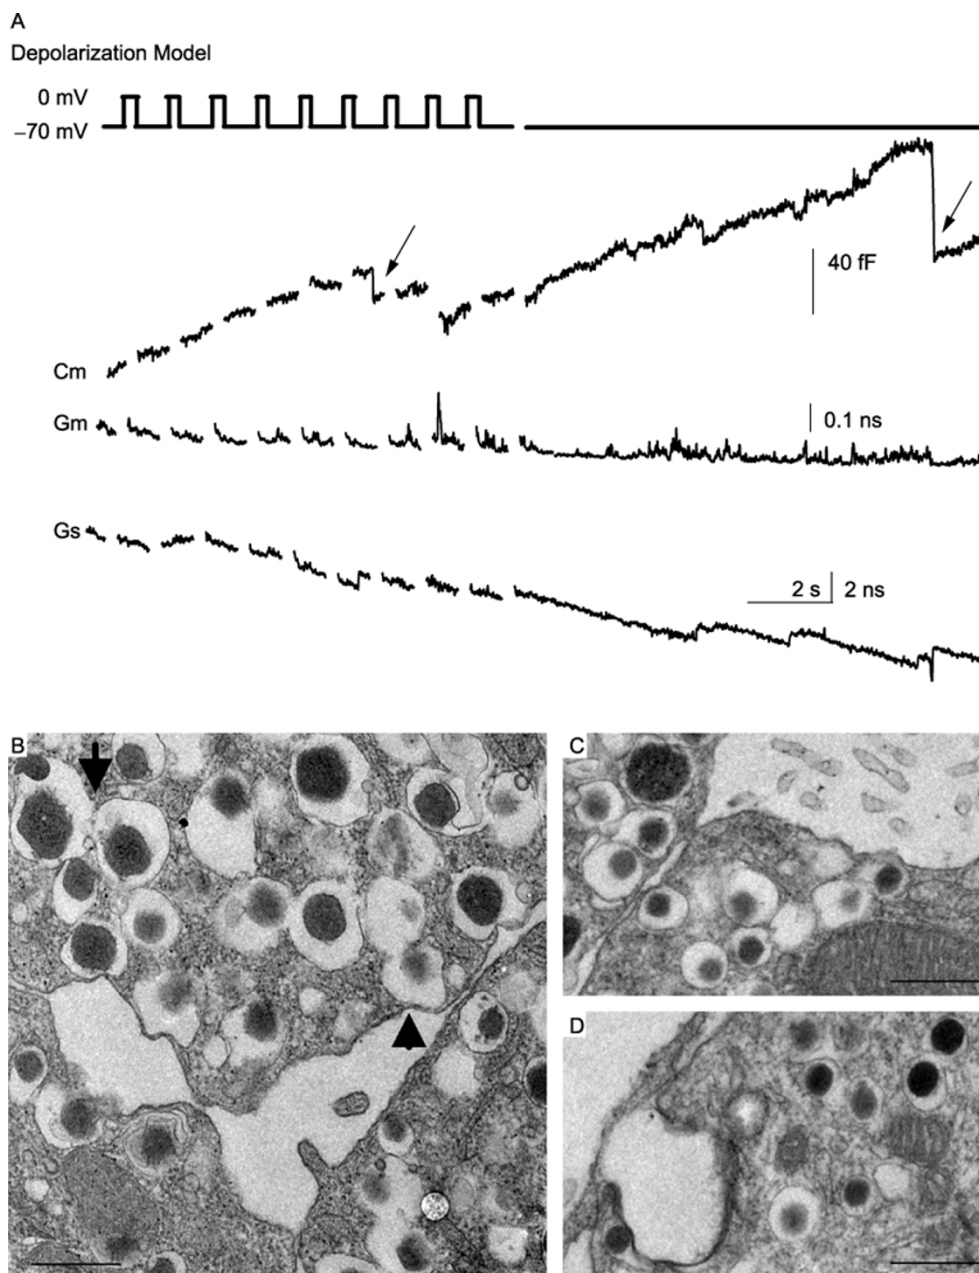 A
Depolarization Model
0 mV
–70 mV
40 fF
Cm
Gm
0.1 ns
Gs
2 s
2 ns
B
C
D